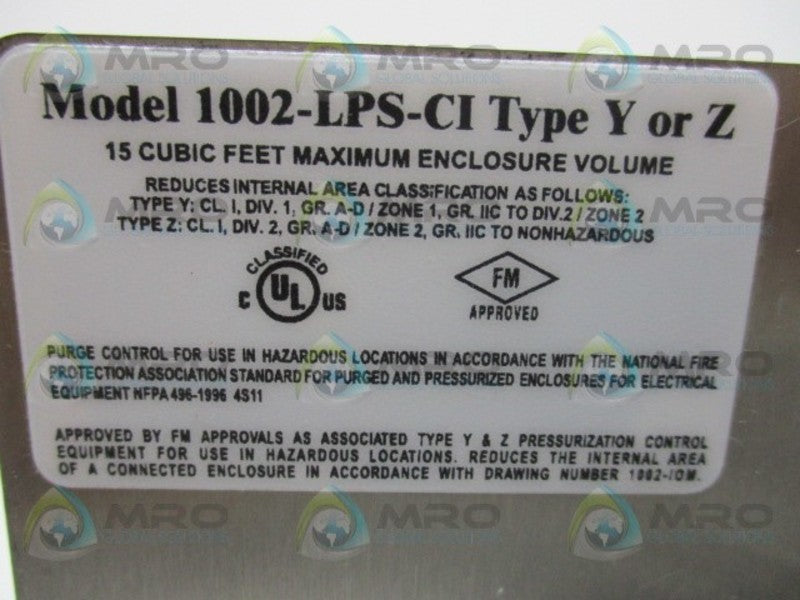 Model 1002-LPS-CI Type Y or Z
15 CUBIC FEET MAXIMUM ENCLOSURE VOLUME
REDUCES INTERNAL AREA CLASSIFICATION AS FOLLOWS:
TYPE Y: CL. I, DIV. 1, GR. A-D / ZONE 1, GR. IIC TO DIV.2 / ZONE 2
TYPE Z: CL. I, DIV. 2, GR. A-D / ZONE 2, GR. IIC TO NONHAZARDOUS
CLASSIFIED
C UL US
FM
APPROVED
PURGE CONTROL FOR USE IN HAZARDOUS LOCATIONS IN ACCORDANCE WITH THE NATIONAL FIRE
PROTECTION ASSOCIATION STANDARD FOR PURGED AND PRESSURIZED ENCLOSURES FOR ELECTRICAL
EQUIPMENT NFPA 496-1996 4S11
APPROVED BY FM APPROVALS AS ASSOCIATED TYPE Y & Z PRESSURIZATION CONTROL
EQUIPMENT FOR USE IN HAZARDOUS LOCATIONS. REDUCES THE INTERNAL AREA
OF A CONNECTED ENCLOSURE IN ACCORDANCE WITH DRAWING NUMBER 1002-IOM.
MRO
GLOBAL SOLUTIONS